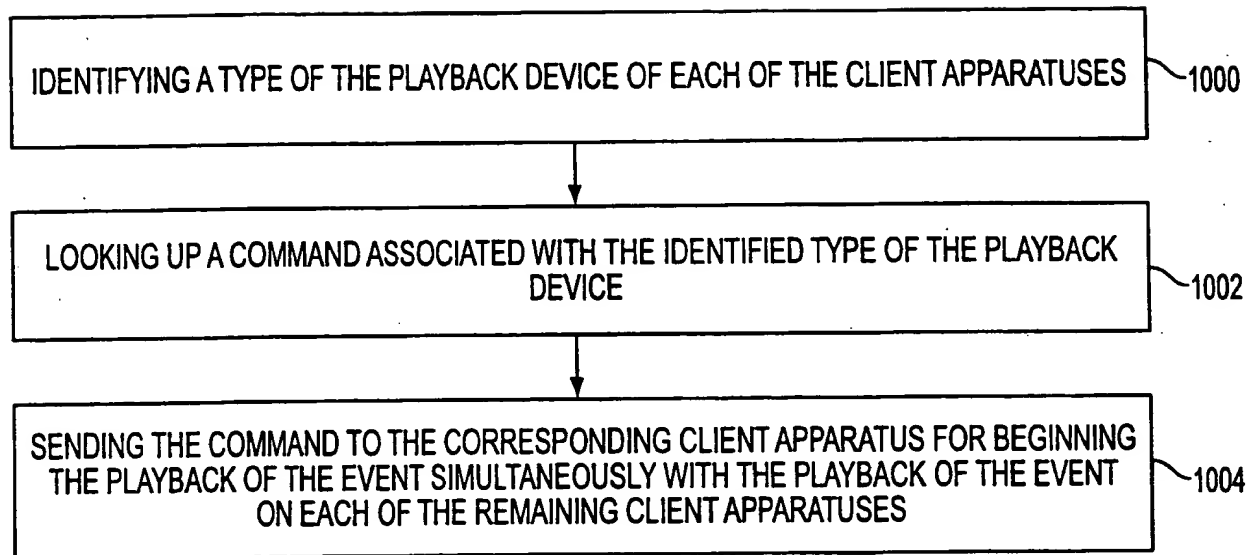 IDENTIFYING A TYPE OF THE PLAYBACK DEVICE OF EACH OF THE CLIENT APPARATUSES
1000
LOOKING UP A COMMAND ASSOCIATED WITH THE IDENTIFIED TYPE OF THE PLAYBACK
DEVICE
1002
SENDING THE COMMAND TO THE CORRESPONDING CLIENT APPARATUS FOR BEGINNING
THE PLAYBACK OF THE EVENT SIMULTANEOUSLY WITH THE PLAYBACK OF THE EVENT
ON EACH OF THE REMAINING CLIENT APPARATUSES
1004